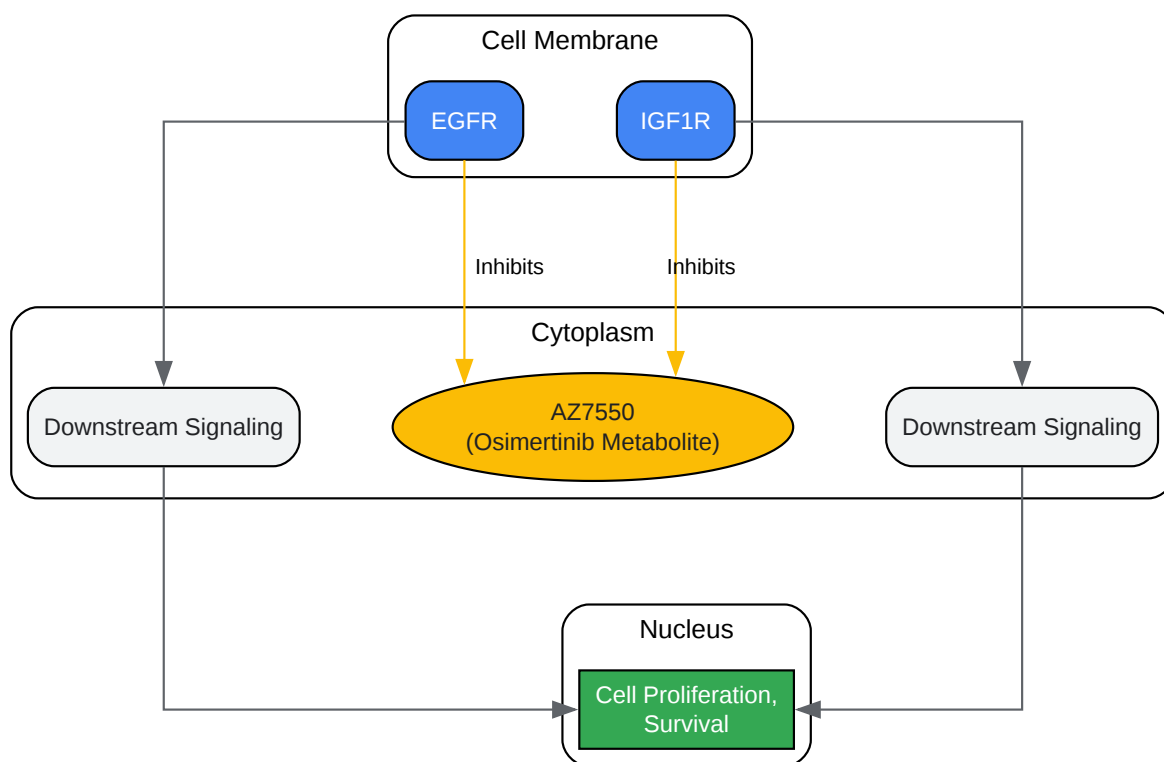 Cell Membrane
EGFR
IGF1R
Inhibits
Inhibits
Cytoplasm
Downstream Signaling
AZ7550
(Osimertinib Metabolite)
Downstream Signaling
Nucleus
Cell Proliferation,
Survival